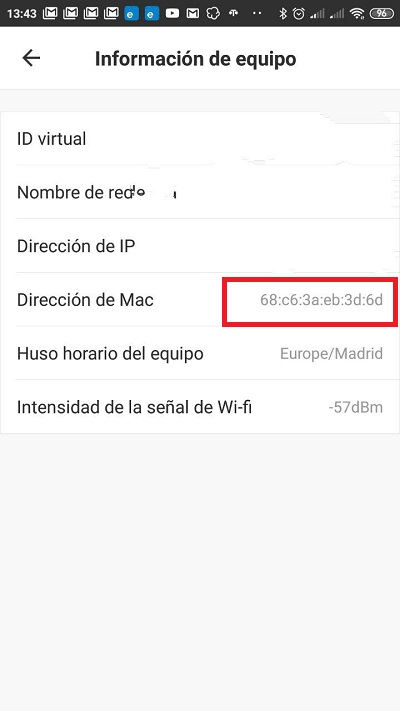 13:43 96
Información de equipo
ID virtual
Nombre de red
Dirección de IP
Dirección de Mac 68:c6:3a:eb:3d:6d
Huso horario del equipo Europe/Madrid
Intensidad de la señal de Wi-fi -57dBm